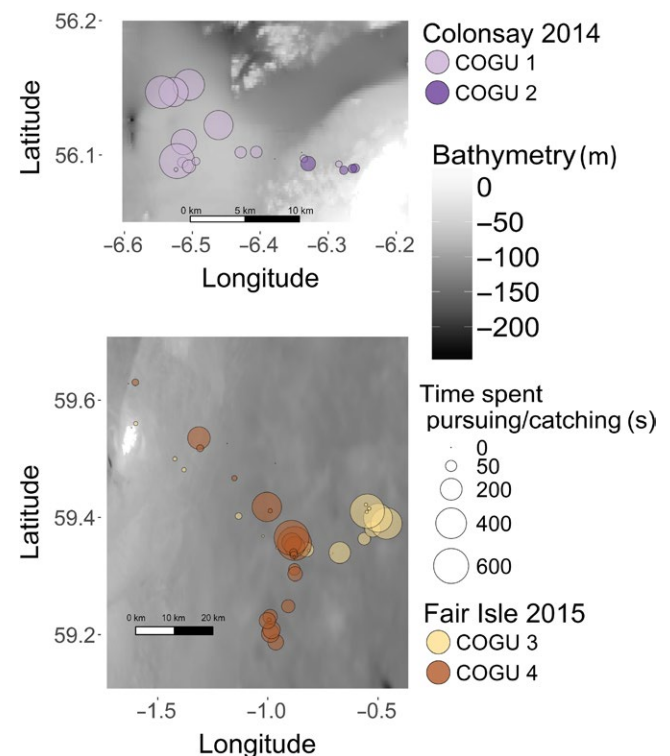 56.2
56.1
Latitude
0 km 5 km 10 km
−6.6 −6.5 −6.4 −6.3 −6.2
Longitude
Colonsay 2014
COGU 1
COGU 2
Bathymetry (m)
0
−50
−100
−150
−200
59.6
59.4
59.2
Latitude
0 km 10 km 20 km
−1.5 −1.0 −0.5
Longitude
Time spent
pursuing/catching (s)
0
50
200
400
600
Fair Isle 2015
COGU 3
COGU 4